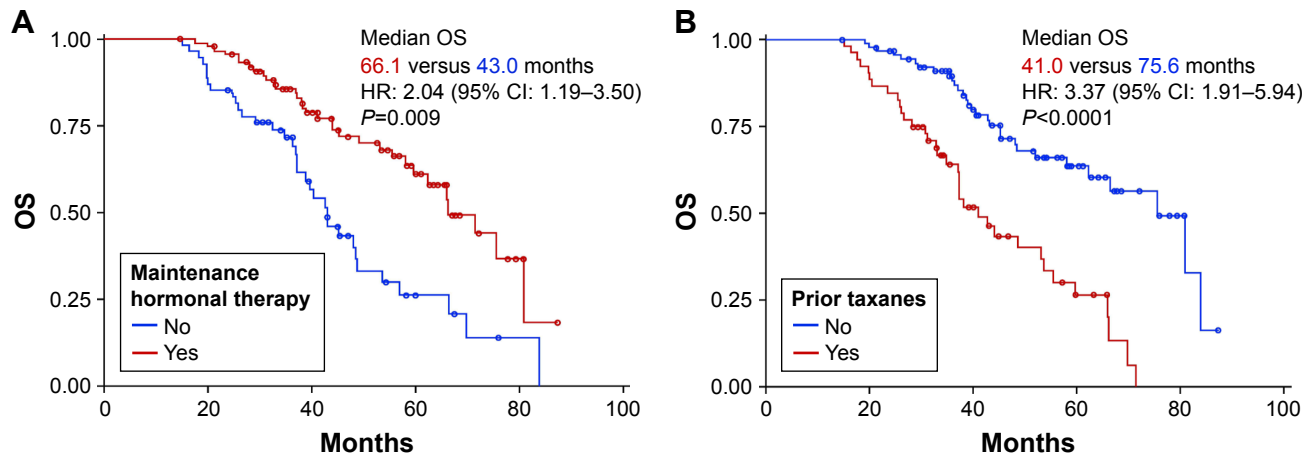 A
Median OS
66.1 versus 43.0 months
HR: 2.04 (95% CI: 1.19–3.50)
P=0.009
1.00
0.75
0.50
0.25
0.00
OS
Maintenance
hormonal therapy
No
Yes
0 20 40 60 80 100
Months
B
Median OS
41.0 versus 75.6 months
HR: 3.37 (95% CI: 1.91–5.94)
P<0.0001
1.00
0.75
0.50
0.25
0.00
OS
Prior taxanes
No
Yes
0 20 40 60 80 100
Months